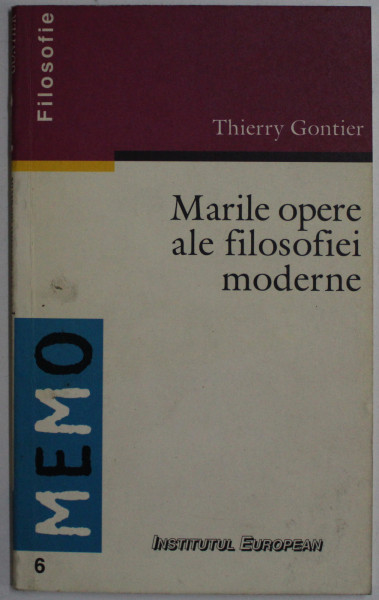 Filosofie
Thierry Gontier
Marile opere
ale filosofiei
moderne
MEMO
INSTITUTUL EUROPEAN
6